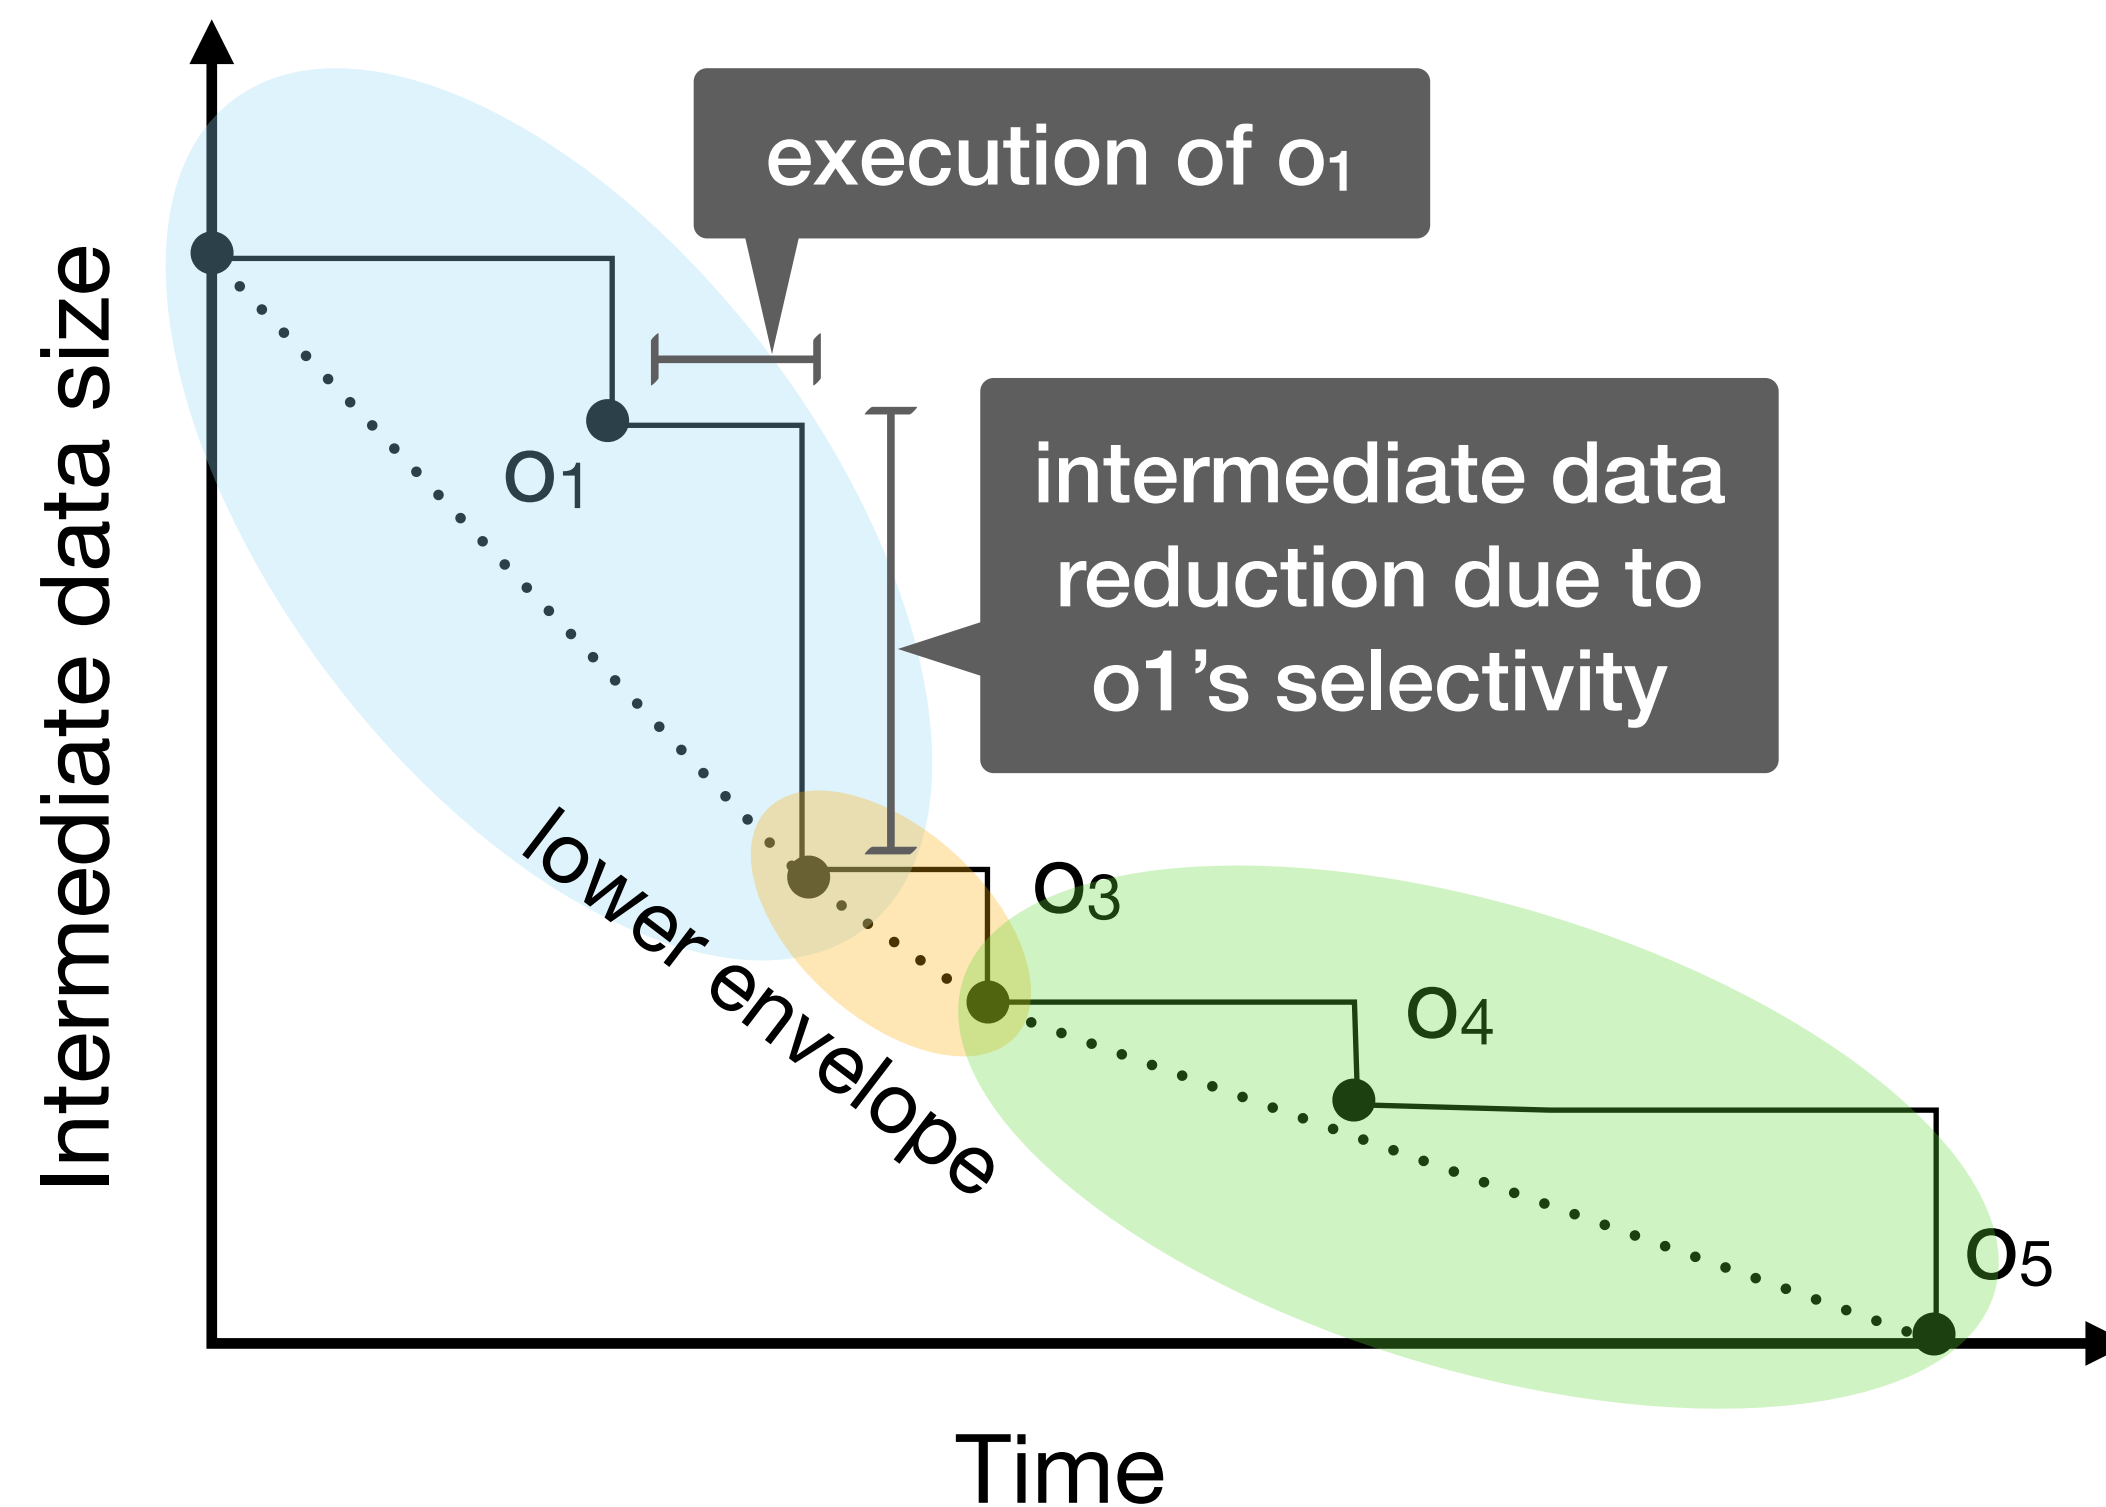 execution of o1
intermediate data
reduction due to
o1’s selectivity
Intermediate data size
o1
lower envelope
o3
o4
o5
Time